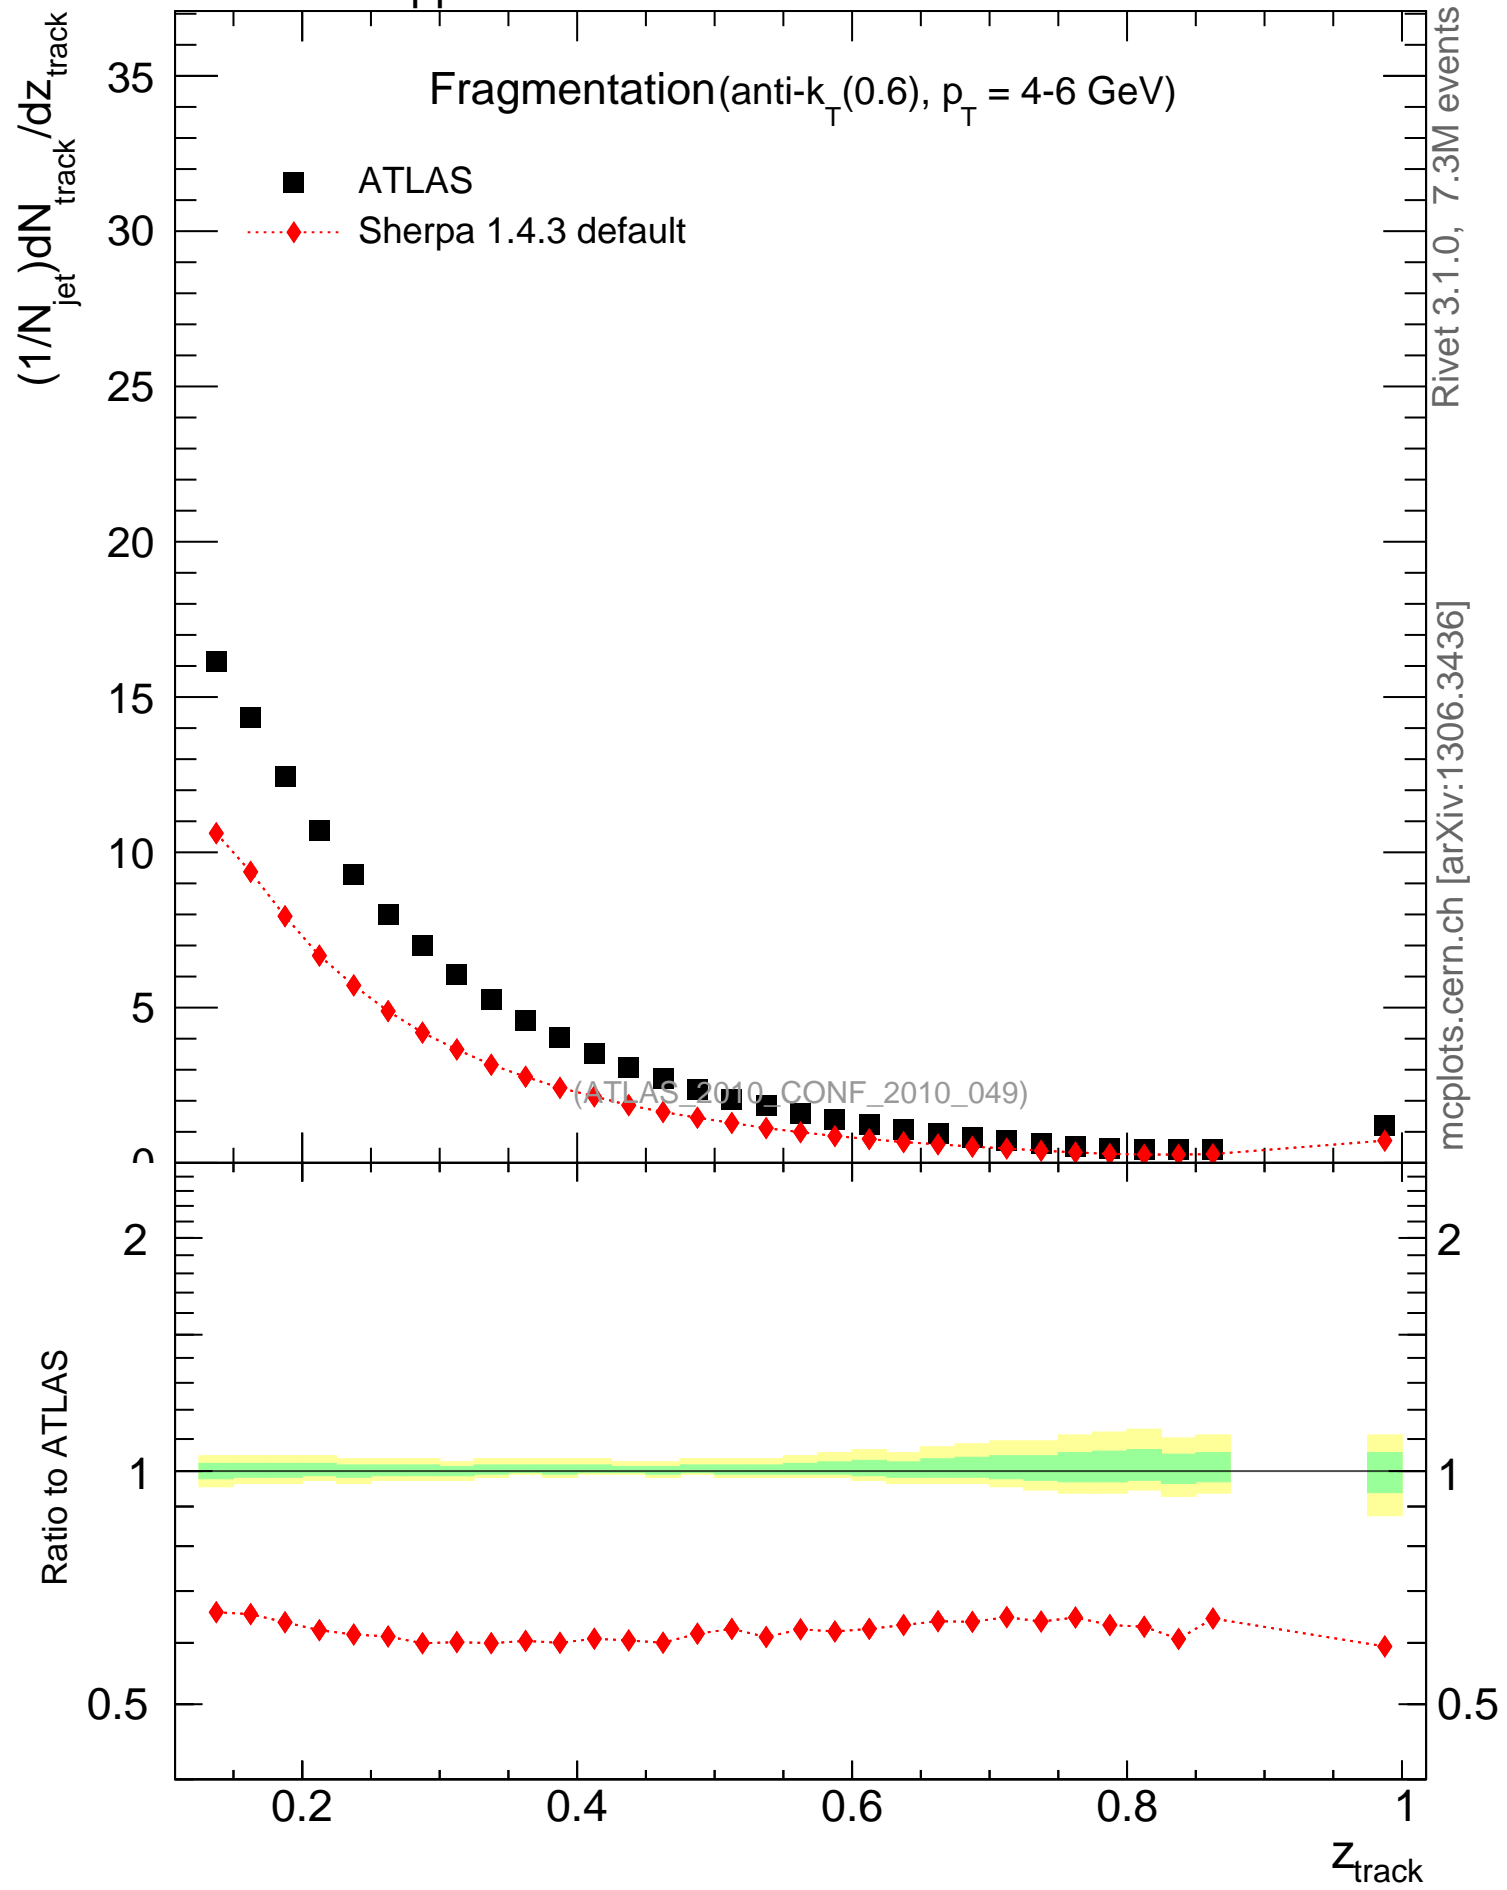 Fragmentation (anti-k_T(0.6), p_T = 4-6 GeV)
ATLAS
Sherpa 1.4.3 default
(1/N_jet)dN_track/dz_track
35
30
25
20
15
10
5
0
(ATLAS_2010_CONF_2010_049)
Rivet 3.1.0, 7.3M events
mcplots.cern.ch [arXiv:1306.3436]
Ratio to ATLAS
2
1
0.5
2
1
0.5
0.2
0.4
0.6
0.8
1
z_track